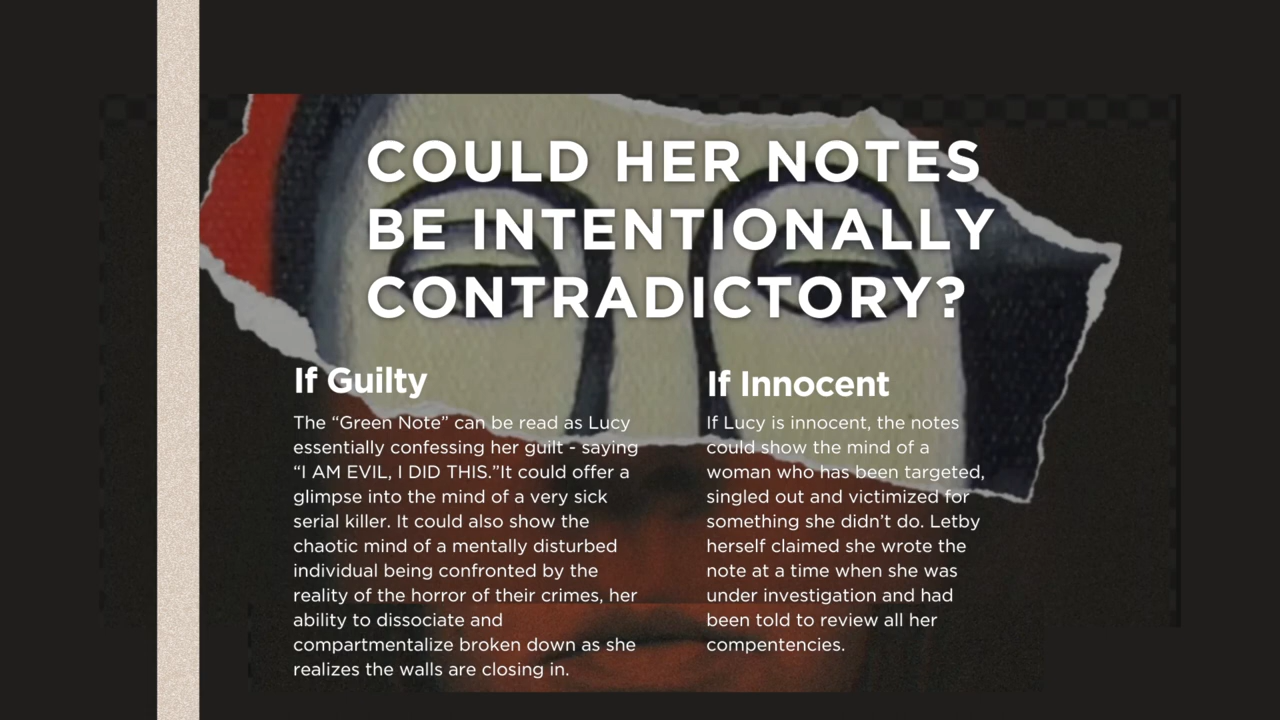 COULD HER NOTES
BE INTENTIONALLY
CONTRADICTORY?
If Guilty
The “Green Note” can be read as Lucy
essentially confessing her guilt - saying
“I AM EVIL, I DID THIS.”It could offer a
glimpse into the mind of a very sick
serial killer. It could also show the
chaotic mind of a mentally disturbed
individual being confronted by the
reality of the horror of their crimes, her
ability to dissociate and
compartmentalize broken down as she
realizes the walls are closing in.
If Innocent
If Lucy is innocent, the notes
could show the mind of a
woman who has been targeted,
singled out and victimized for
something she didn’t do. Letby
herself claimed she wrote the
note at a time when she was
under investigation and had
been told to review all her
compentencies.